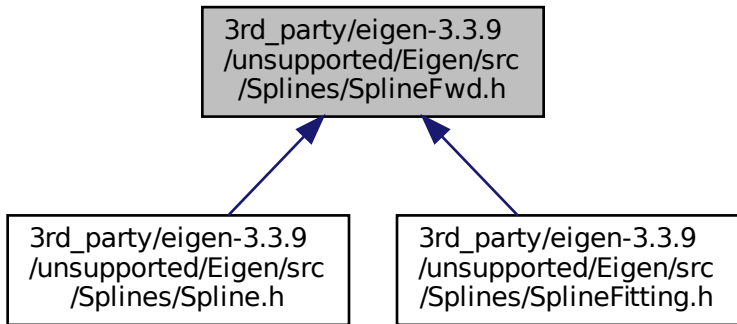 3rd_party/eigen-3.3.9
/unsupported/Eigen/src
/Splines/SplineFwd.h
3rd_party/eigen-3.3.9
/unsupported/Eigen/src
/Splines/Spline.h
3rd_party/eigen-3.3.9
/unsupported/Eigen/src
/Splines/SplineFitting.h